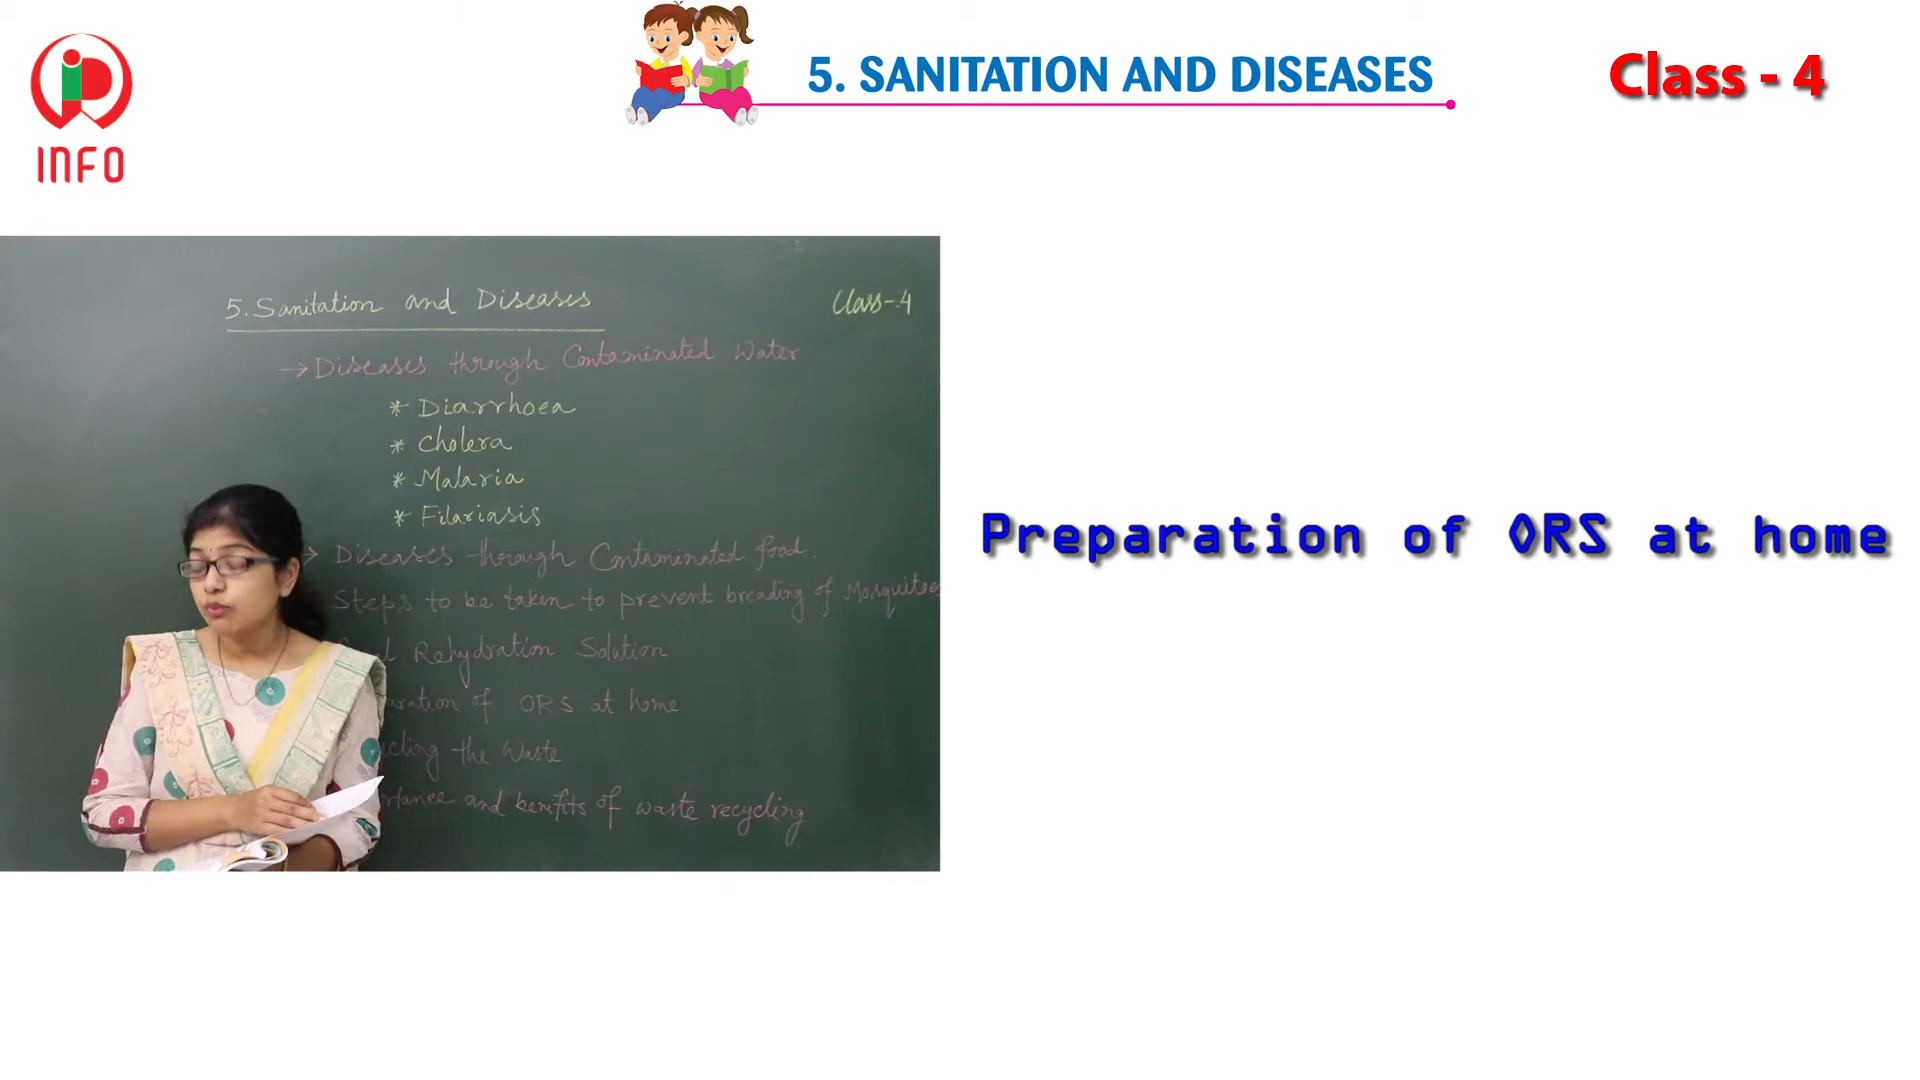 INFO
5. SANITATION AND DISEASES
Class - 4
5. Sanitation and Diseases
Class-4
→ Diseases through Contaminated Water
* Diarrhoea
* Cholera
* Malaria
* Filariasis
Diseases through Contaminated food.
Steps to be taken to prevent breading of Mosquitoes
Rehydration Solution
of ORS at home
the Waste
and benifits of waste recycling
Preparation of ORS at home